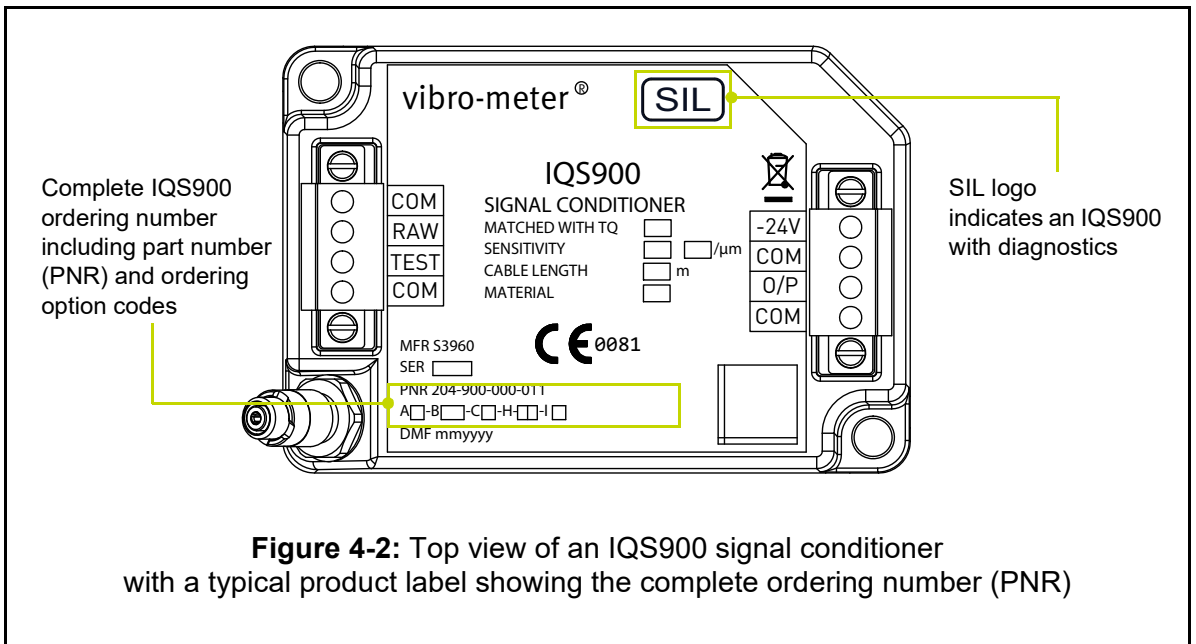 vibro-meter®
SIL
IQS900
SIGNAL CONDITIONER
MATCHED WITH TQ
SENSITIVITY /µm
CABLE LENGTH m
MATERIAL
COM
RAW
TEST
COM
-24V
COM
O/P
COM
Complete IQS900
ordering number
including part number
(PNR) and ordering
option codes
SIL logo
indicates an IQS900
with diagnostics
CE 0081
MFR S3960
SER
PNR 204-900-000-011
A□-B□-C□-H-□-I□
DMF mmyyyy
Figure 4-2: Top view of an IQS900 signal conditioner
with a typical product label showing the complete ordering number (PNR)